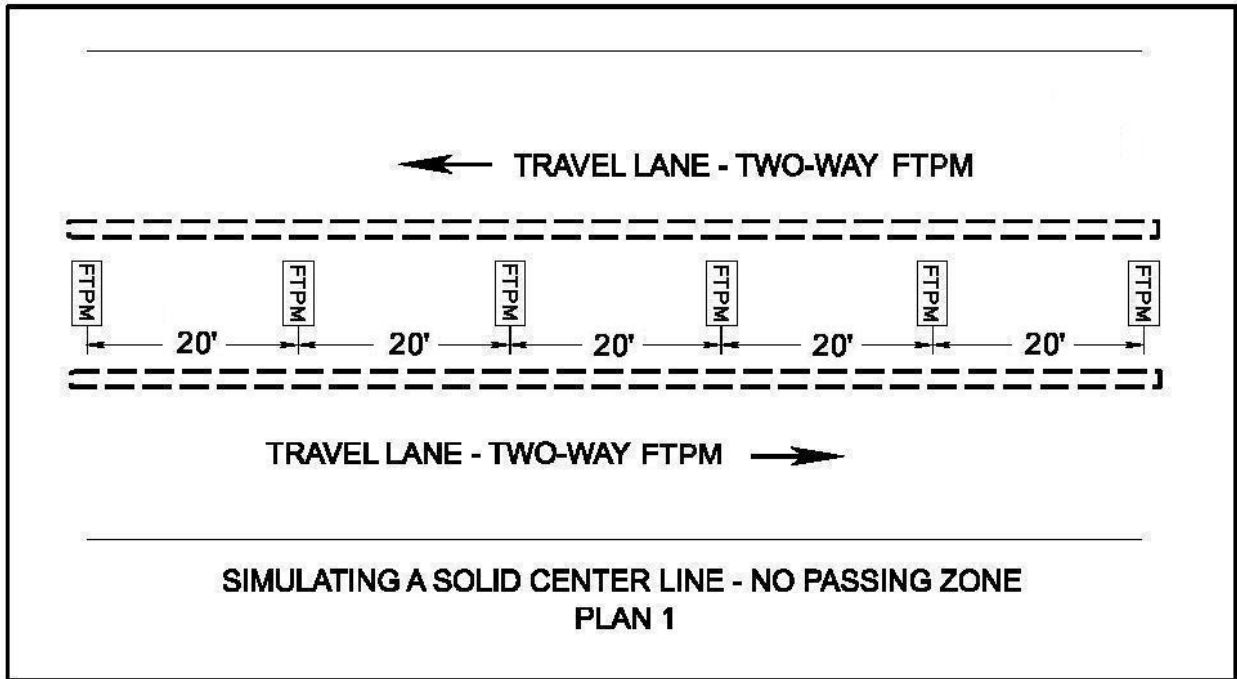 TRAVEL LANE - TWO-WAY FTPM
FTPM FTPM FTPM FTPM FTPM FTPM
20' 20' 20' 20' 20'
TRAVEL LANE - TWO-WAY FTPM
SIMULATING A SOLID CENTER LINE - NO PASSING ZONE
PLAN 1